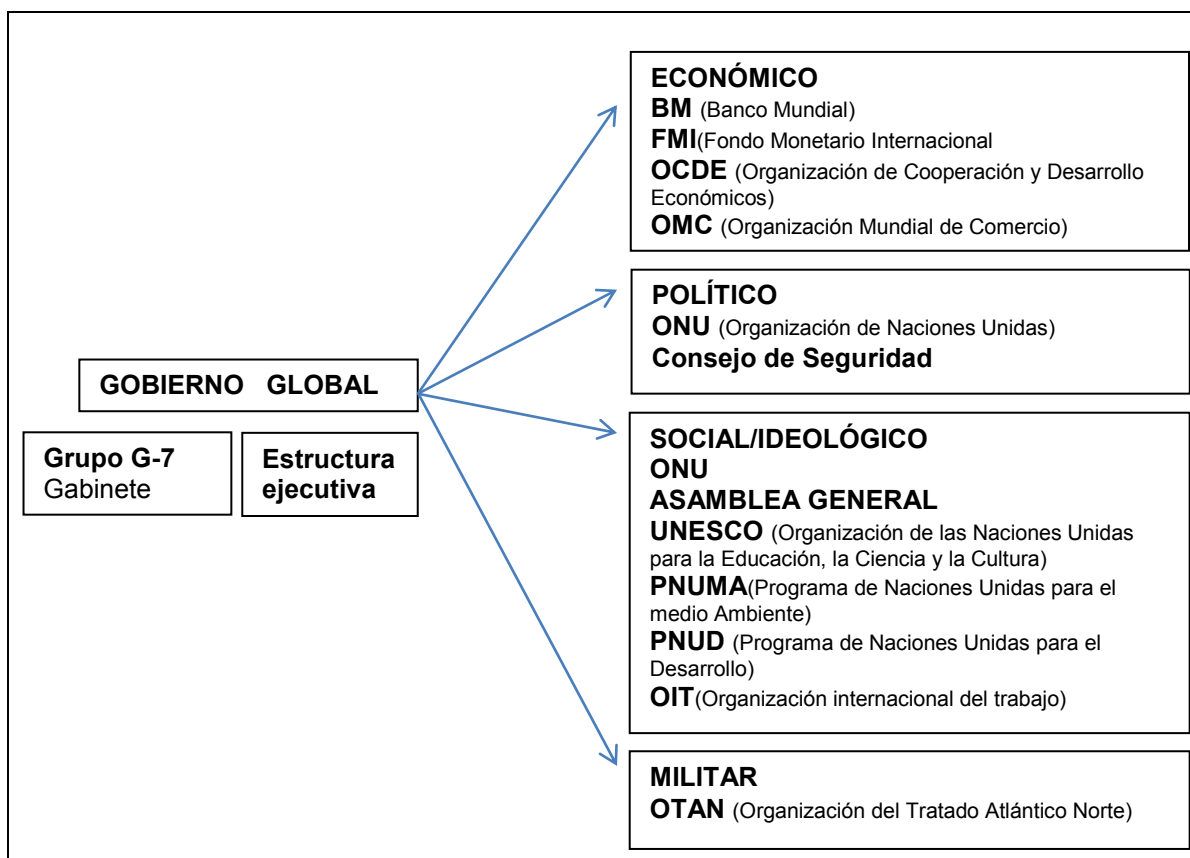 GOBIERNO GLOBAL
Grupo G-7
Gabinete
Estructura
ejecutiva
ECONÓMICO
BM (Banco Mundial)
FMI(Fondo Monetario Internacional
OCDE (Organización de Cooperación y Desarrollo
Económicos)
OMC (Organización Mundial de Comercio)
POLÍTICO
ONU (Organización de Naciones Unidas)
Consejo de Seguridad
SOCIAL/IDEOLÓGICO
ONU
ASAMBLEA GENERAL
UNESCO (Organización de las Naciones Unidas
para la Educación, la Ciencia y la Cultura)
PNUMA(Programa de Naciones Unidas para el
medio Ambiente)
PNUD (Programa de Naciones Unidas para el
Desarrollo)
OIT(Organización internacional del trabajo)
MILITAR
OTAN (Organización del Tratado Atlántico Norte)